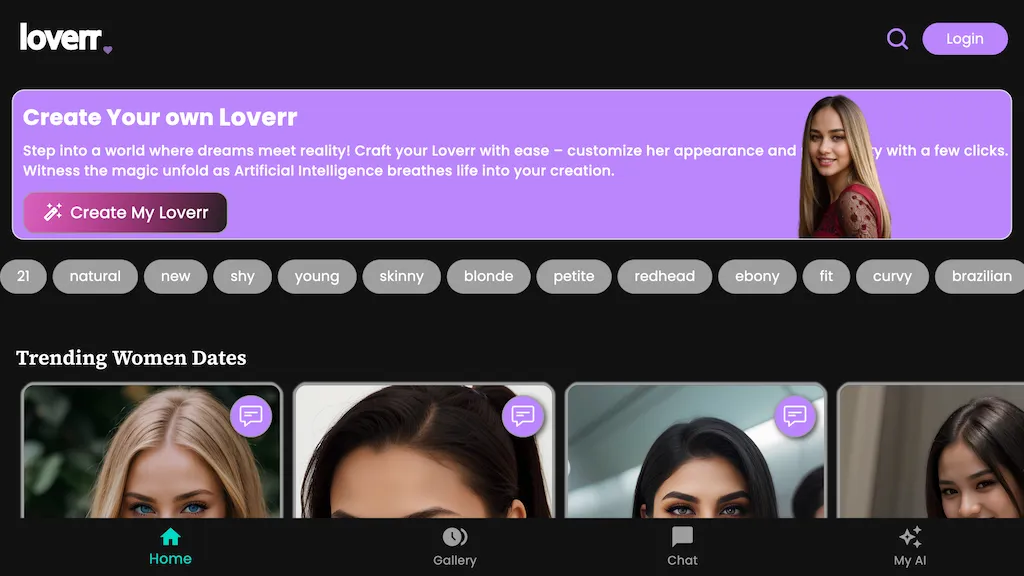 loverr
Login
Create Your own Loverr
Step into a world where dreams meet reality! Craft your Loverr with ease – customize her appearance and y with a few clicks.
Witness the magic unfold as Artificial Intelligence breathes life into your creation.
Create My Loverr
21 natural new shy young skinny blonde petite redhead ebony fit curvy brazilian
Trending Women Dates
Home Gallery Chat My AI